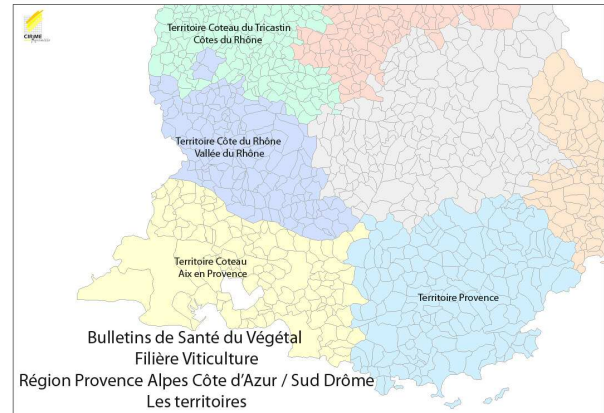 CIRAME
Territoire Coteau du Tricastin
Côtes du Rhône
Territoire Côte du Rhône
Vallée du Rhône
Territoire Coteau
Aix en Provence
Territoire Provence
Bulletins de Santé du Végétal
Filière Viticulture
Région Provence Alpes Côte d'Azur / Sud Drôme
Les territoires